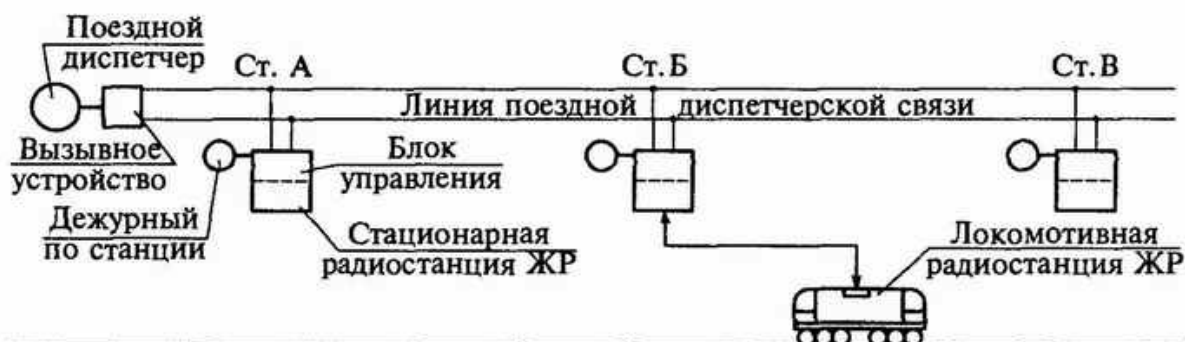 Поездной
диспетчер
Ст. А
Ст. Б
Ст. В
Линия поездной диспетчерской связи
Вызывное
устройство
Блок
управления
Дежурный
по станции
Стационарная
радиостанция ЖР
Локомотивная
радиостанция ЖР